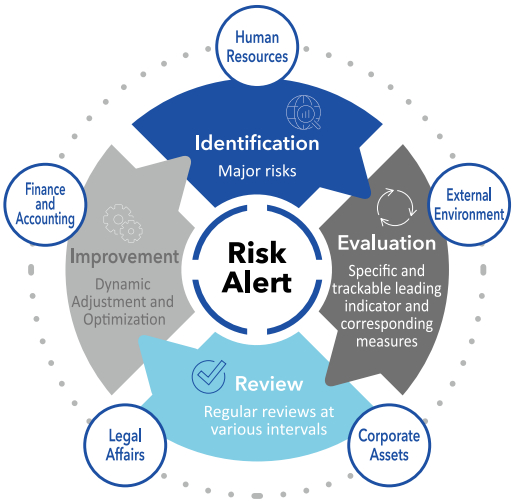 Human
Resources
Identification
Major risks
Finance
and
Accounting
External
Environment
Risk
Alert
Evaluation
Specific and
trackable leading
indicator and
corresponding
measures
Improvement
Dynamic
Adjustment and
Optimization
Review
Regular reviews at
various intervals
Legal
Affairs
Corporate
Assets